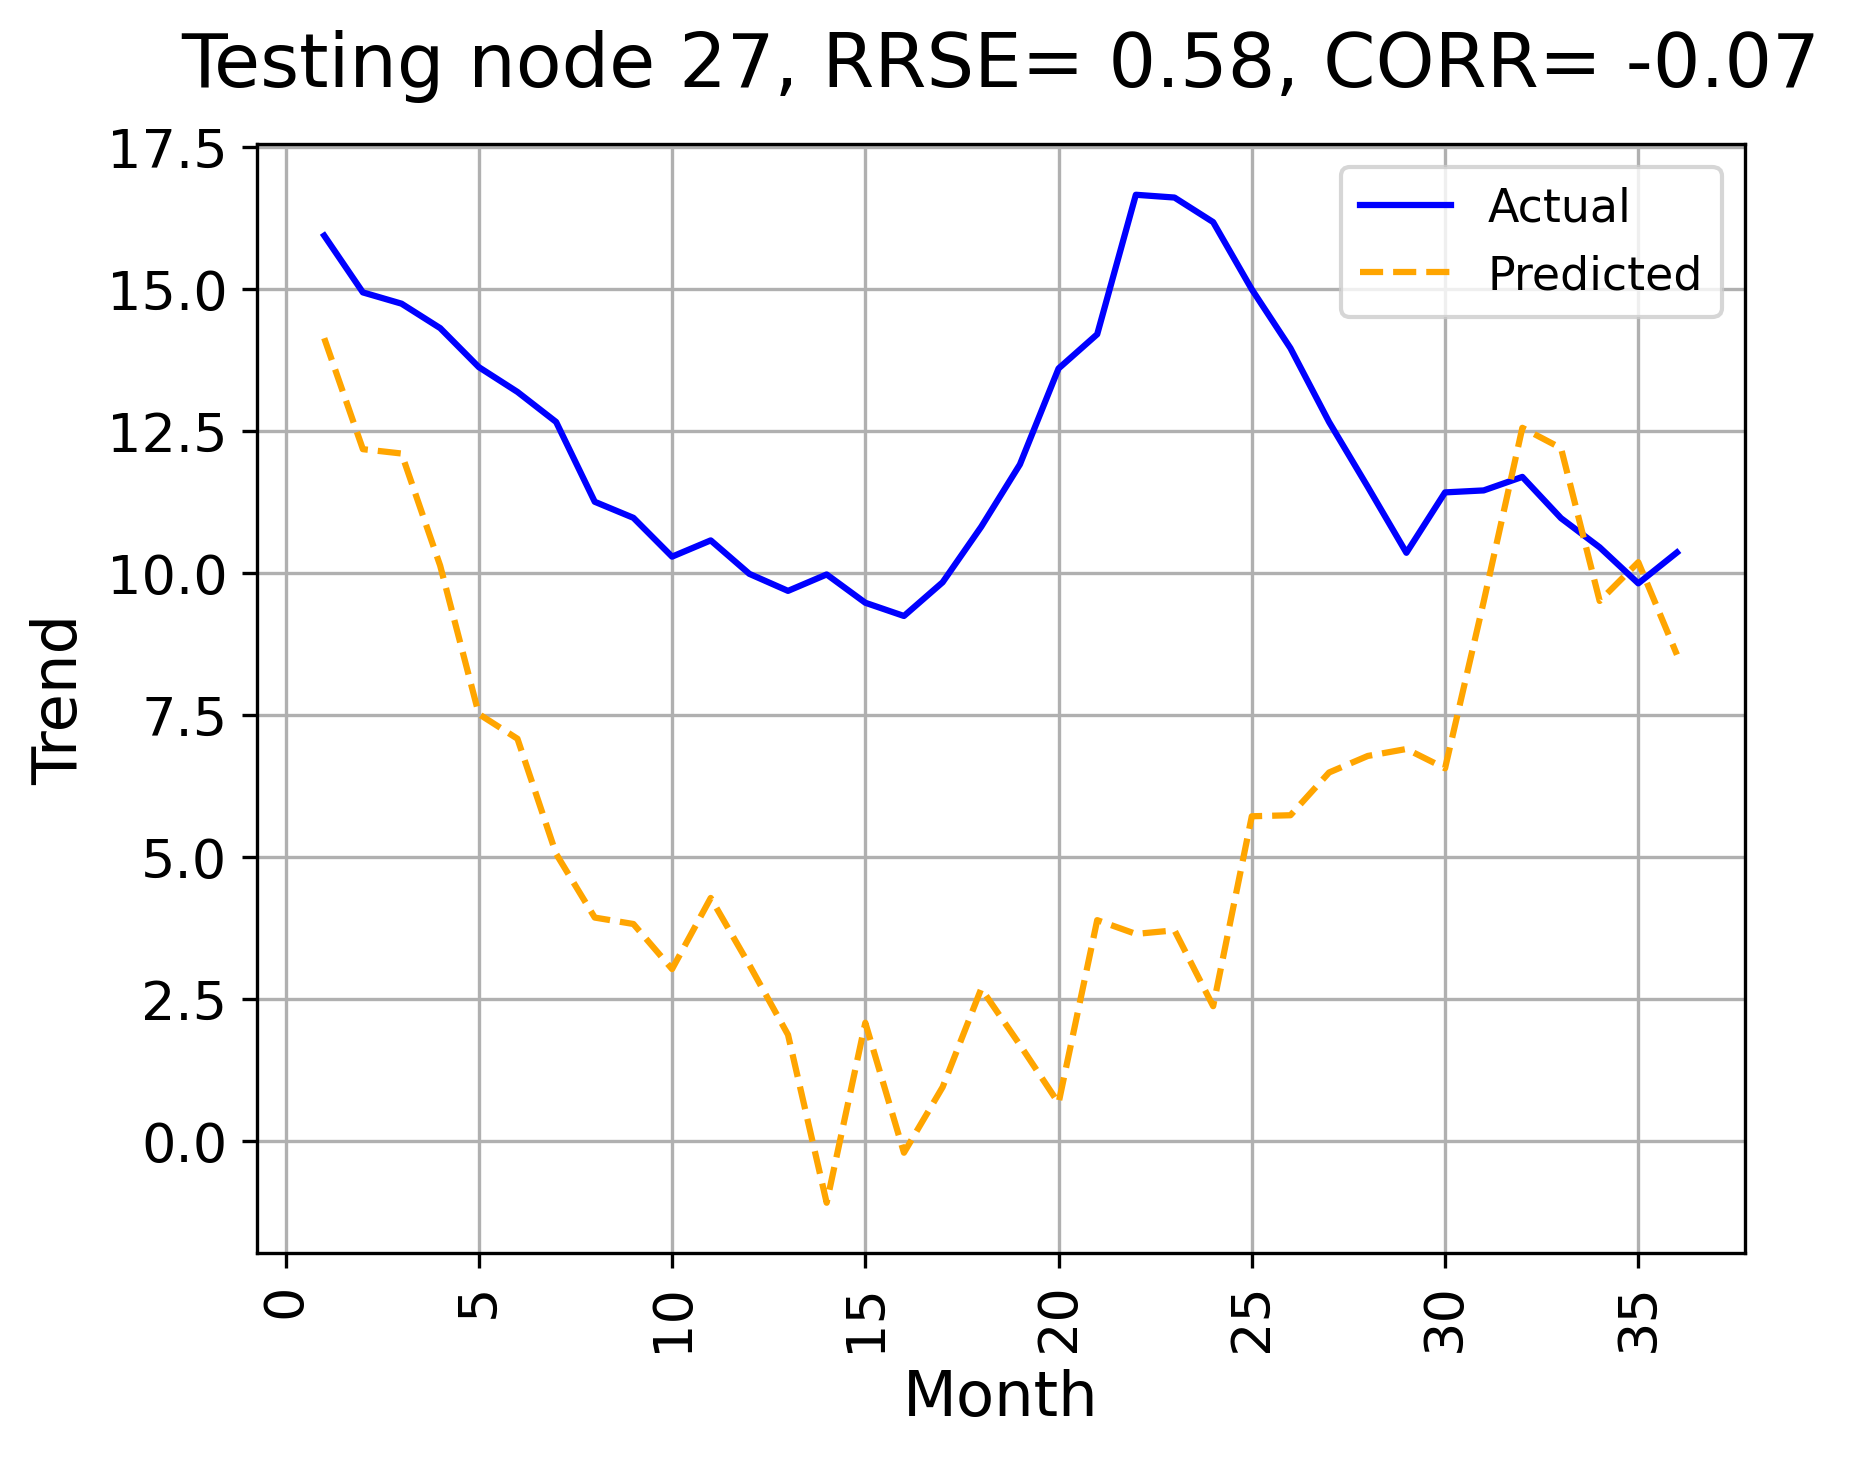 Testing node 27, RRSE= 0.58, CORR= -0.07
17.5
15.0
12.5
10.0
7.5
5.0
2.5
0.0
Trend
Actual
Predicted
0 5 10 15 20 25 30 35
Month